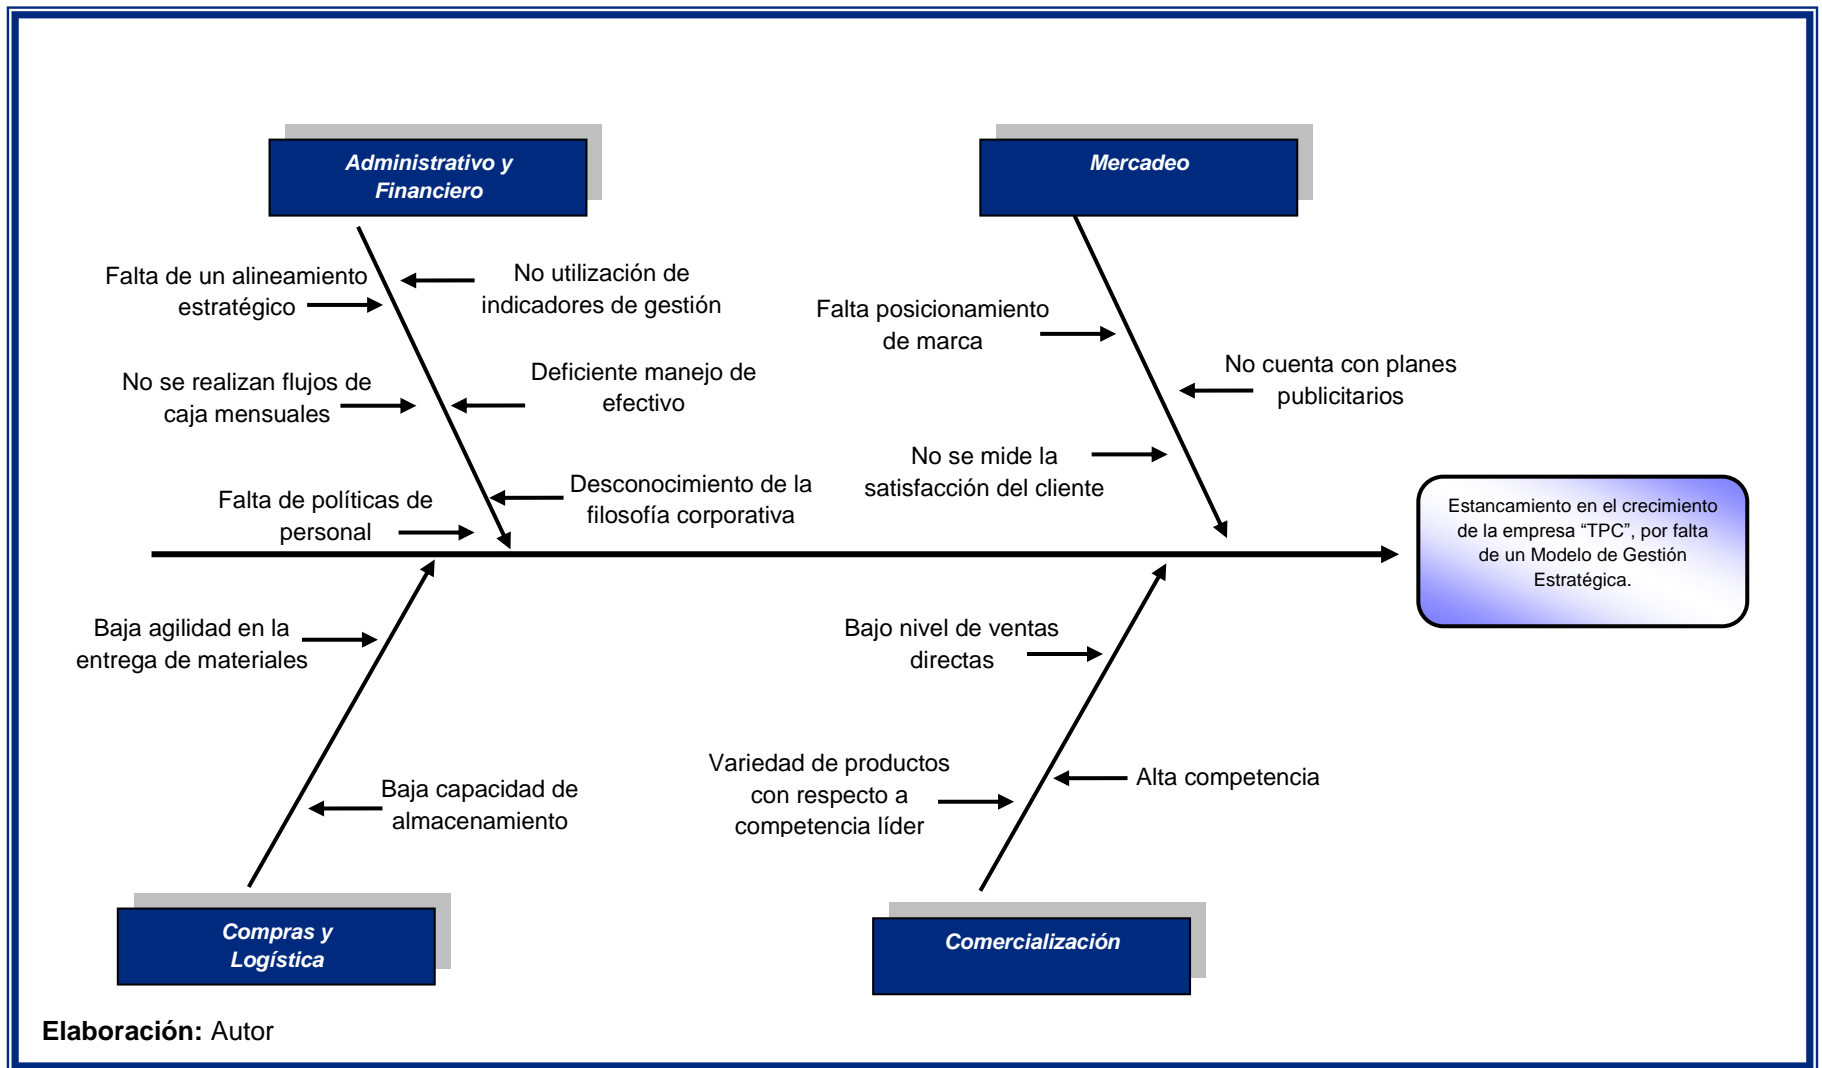 Administrativo y
Financiero
Mercadeo
Falta de un alineamiento
estratégico
No utilización de
indicadores de gestión
Falta posicionamiento
de marca
No se realizan flujos de
caja mensuales
Deficiente manejo de
efectivo
No cuenta con planes
publicitarios
Falta de políticas de
personal
Desconocimiento de la
filosofía corporativa
No se mide la
satisfacción del cliente
Estancamiento en el crecimiento
de la empresa “TPC”, por falta
de un Modelo de Gestión
Estratégica.
Baja agilidad en la
entrega de materiales
Bajo nivel de ventas
directas
Baja capacidad de
almacenamiento
Variedad de productos
con respecto a
competencia líder
Alta competencia
Compras y
Logística
Comercialización
Elaboración: Autor